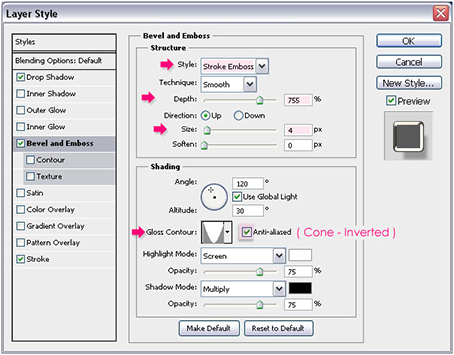 Layer Style
Styles
Blending Options: Default
Drop Shadow
Inner Shadow
Outer Glow
Inner Glow
Bevel and Emboss
Contour
Texture
Satin
Color Overlay
Gradient Overlay
Pattern Overlay
Stroke
Bevel and Emboss
Structure
Style: Stroke Emboss
Technique: Smooth
Depth: 755 %
Direction: Up Down
Size: 4 px
Soften: 0 px
Shading
Angle: 120 °
Use Global Light
Altitude: 30 °
Gloss Contour: Anti-aliased ( Cone - Inverted )
Highlight Mode: Screen
Opacity: 75 %
Shadow Mode: Multiply
Opacity: 75 %
Make Default Reset to Default
OK
Cancel
New Style...
Preview